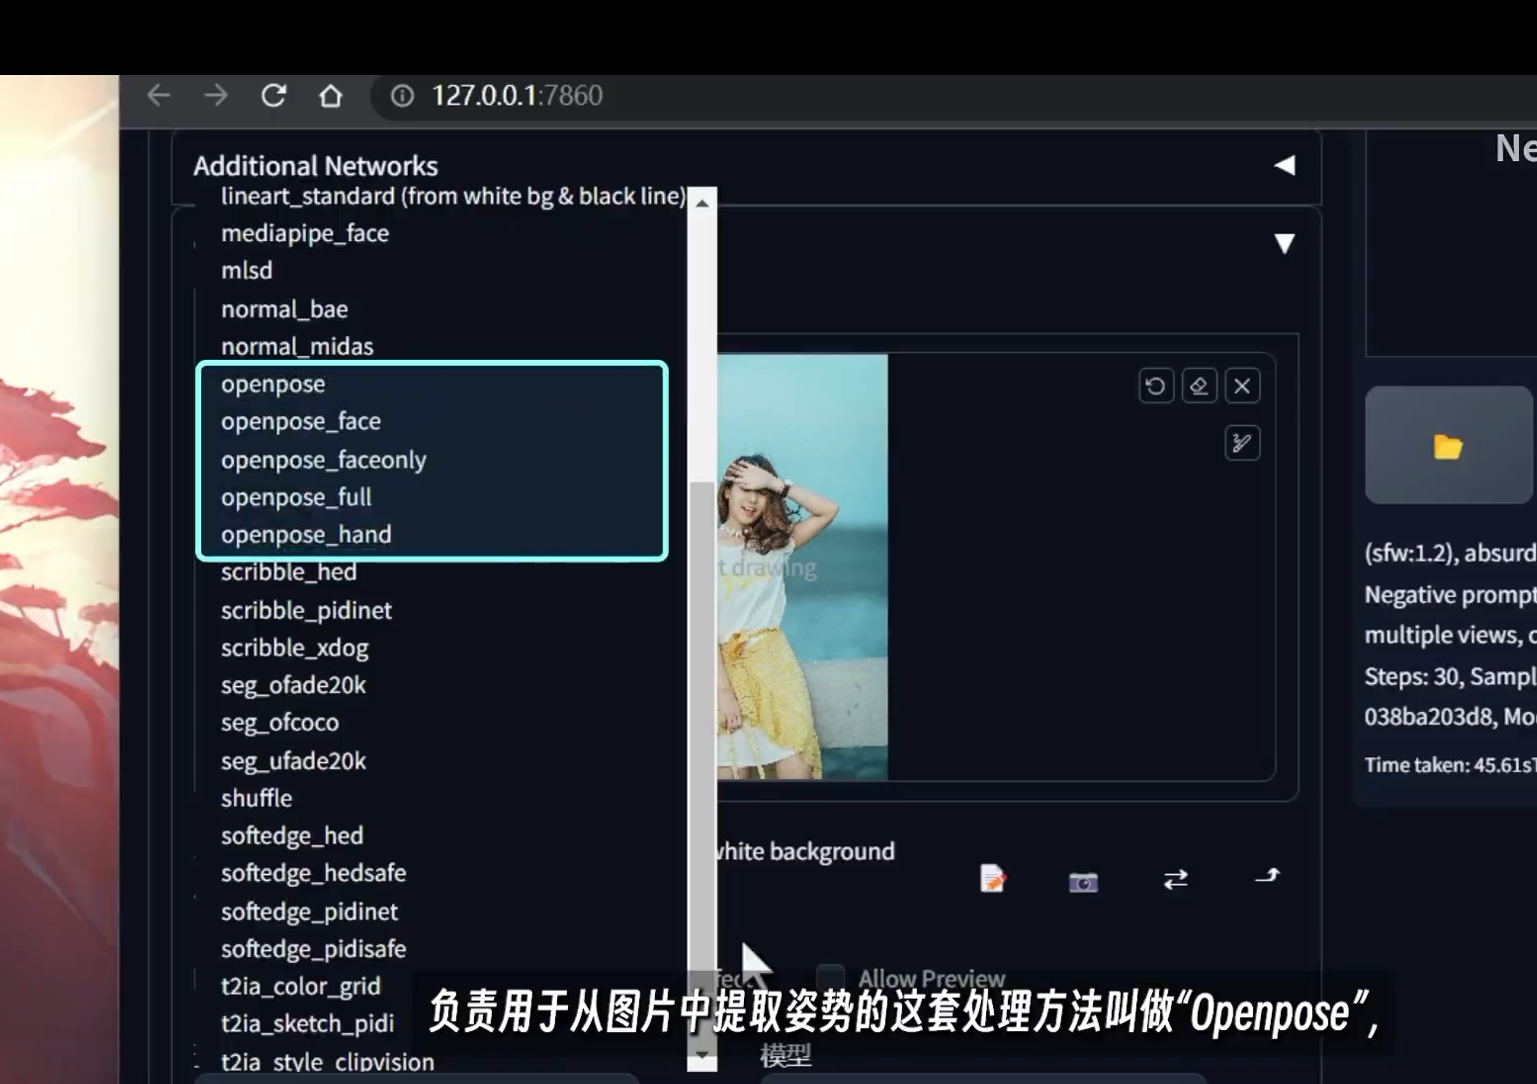 127.0.0.1:7860
Additional Networks
lineart_standard (from white bg & black line)
mediapipe_face
mlsd
normal_bae
normal_midas
openpose
openpose_face
openpose_faceonly
openpose_full
openpose_hand
scribble_hed
scribble_pidinet
scribble_xdog
seg_ofade20k
seg_ofcoco
seg_ufade20k
shuffle
softedge_hed
softedge_hedsafe
softedge_pidinet
softedge_pidisafe
t2ia_color_grid
t2ia_sketch_pidi
t2ia_style_clipvision
t drawing
white background
Allow Preview
模型
Ne
(sfw:1.2), absurd
Negative prompt
multiple views, c
Steps: 30, Sampl
038ba203d8, Mo
Time taken: 45.61s
负责用于从图片中提取姿势的这套处理方法叫做“Openpose”,